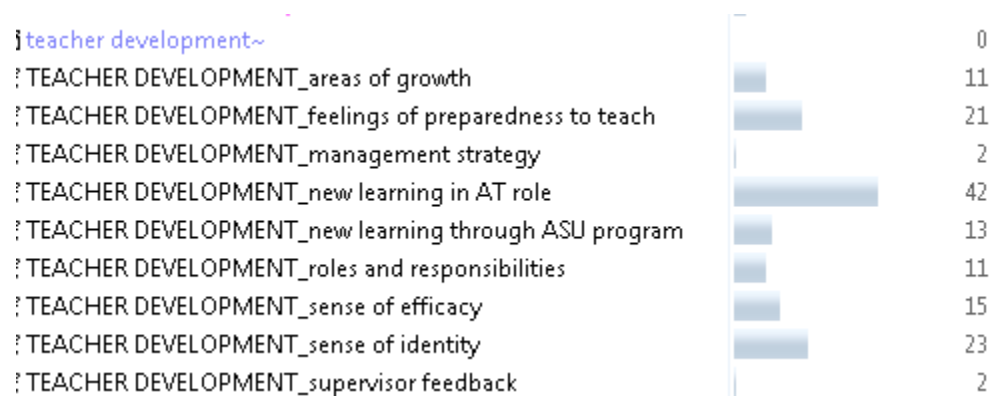 teacher development~ 0
TEACHER DEVELOPMENT_areas of growth 11
TEACHER DEVELOPMENT_feelings of preparedness to teach 21
TEACHER DEVELOPMENT_management strategy 2
TEACHER DEVELOPMENT_new learning in AT role 42
TEACHER DEVELOPMENT_new learning through ASU program 13
TEACHER DEVELOPMENT_roles and responsibilities 11
TEACHER DEVELOPMENT_sense of efficacy 15
TEACHER DEVELOPMENT_sense of identity 23
TEACHER DEVELOPMENT_supervisor feedback 2